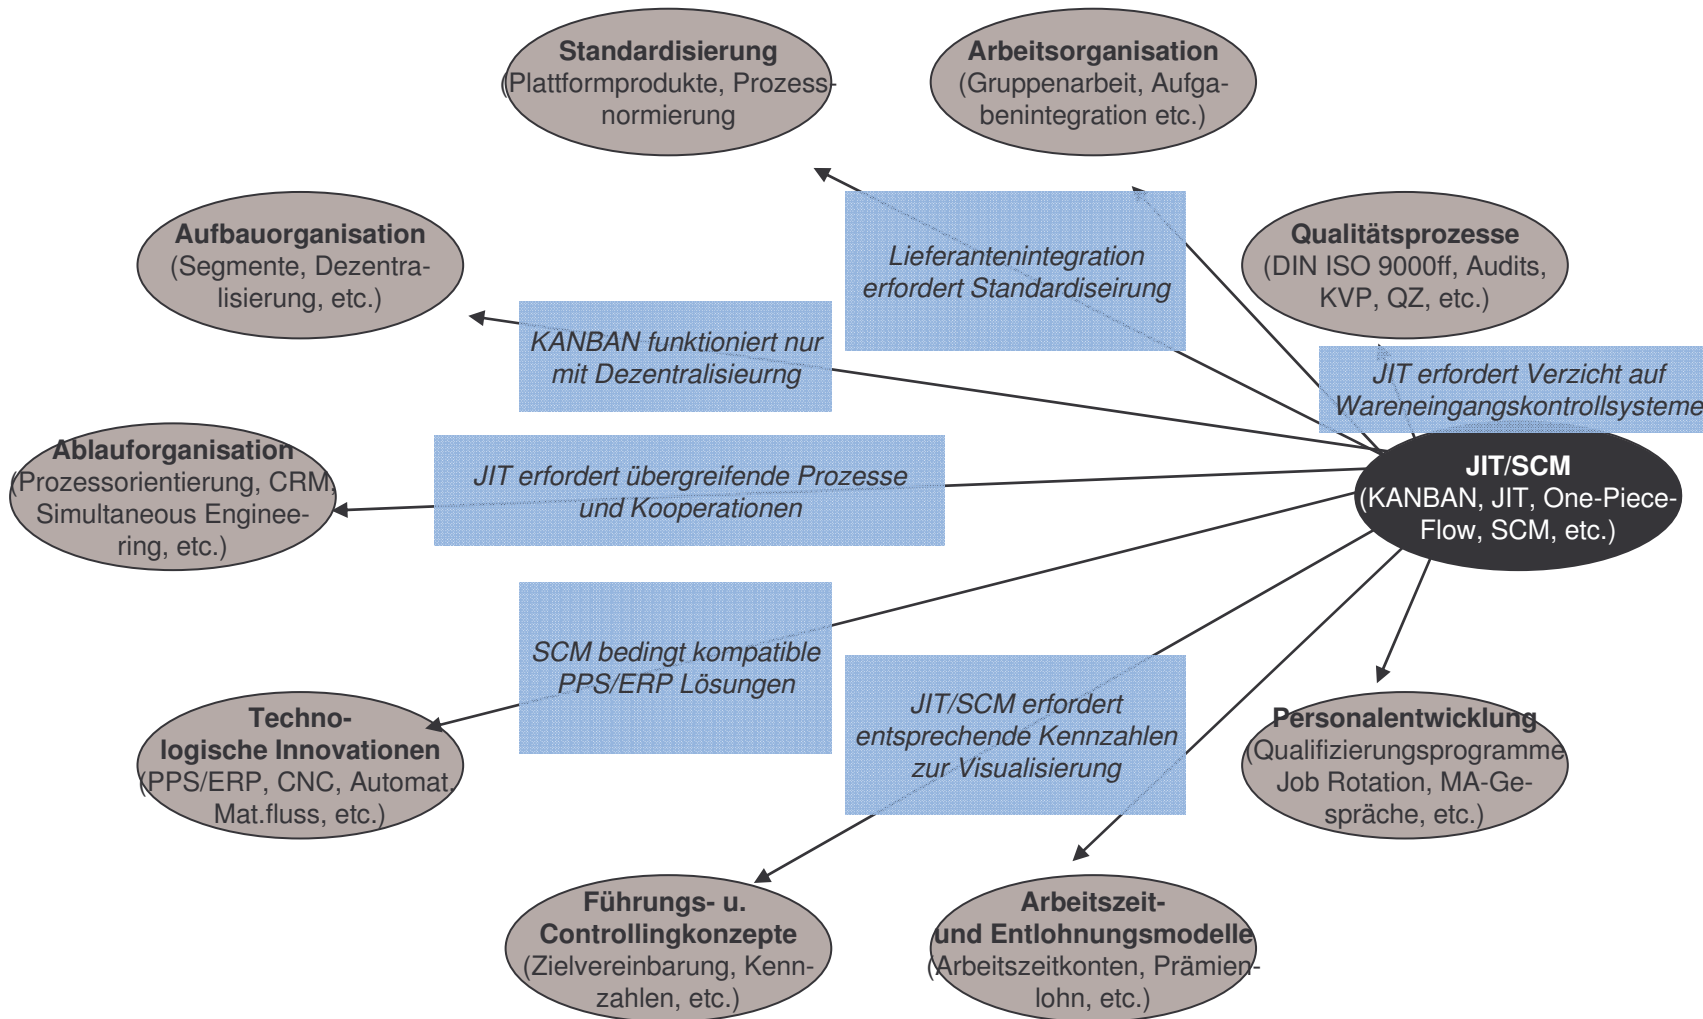 Standardisierung
(Plattformprodukte, Prozess-
normierung
Arbeitsorganisation
(Gruppenarbeit, Aufga-
benintegration etc.)
Aufbauorganisation
(Segmente, Dezentra-
lisierung, etc.)
Lieferantenintegration
erfordert Standardiseirung
Qualitätsprozesse
(DIN ISO 9000ff, Audits,
KVP, QZ, etc.)
KANBAN funktioniert nur
mit Dezentralisieurng
JIT erfordert Verzicht auf
Wareneingangskontrollsysteme
Ablauforganisation
(Prozessorientierung, CRM,
Simultaneous Enginee-
ring, etc.)
JIT erfordert übergreifende Prozesse
und Kooperationen
JIT/SCM
(KANBAN, JIT, One-Piece-
Flow, SCM, etc.)
SCM bedingt kompatible
PPS/ERP Lösungen
JIT/SCM erfordert
entsprechende Kennzahlen
zur Visualisierung
Techno-
logische Innovationen
(PPS/ERP, CNC, Automat.
Mat.fluss, etc.)
Personalentwicklung
(Qualifizierungsprogramme
Job Rotation, MA-Ge-
spräche, etc.)
Führungs- u.
Controllingkonzepte
(Zielvereinbarung, Kenn-
zahlen, etc.)
Arbeitszeit-
und Entlohnungsmodelle
(Arbeitszeitkonten, Prämien-
lohn, etc.)